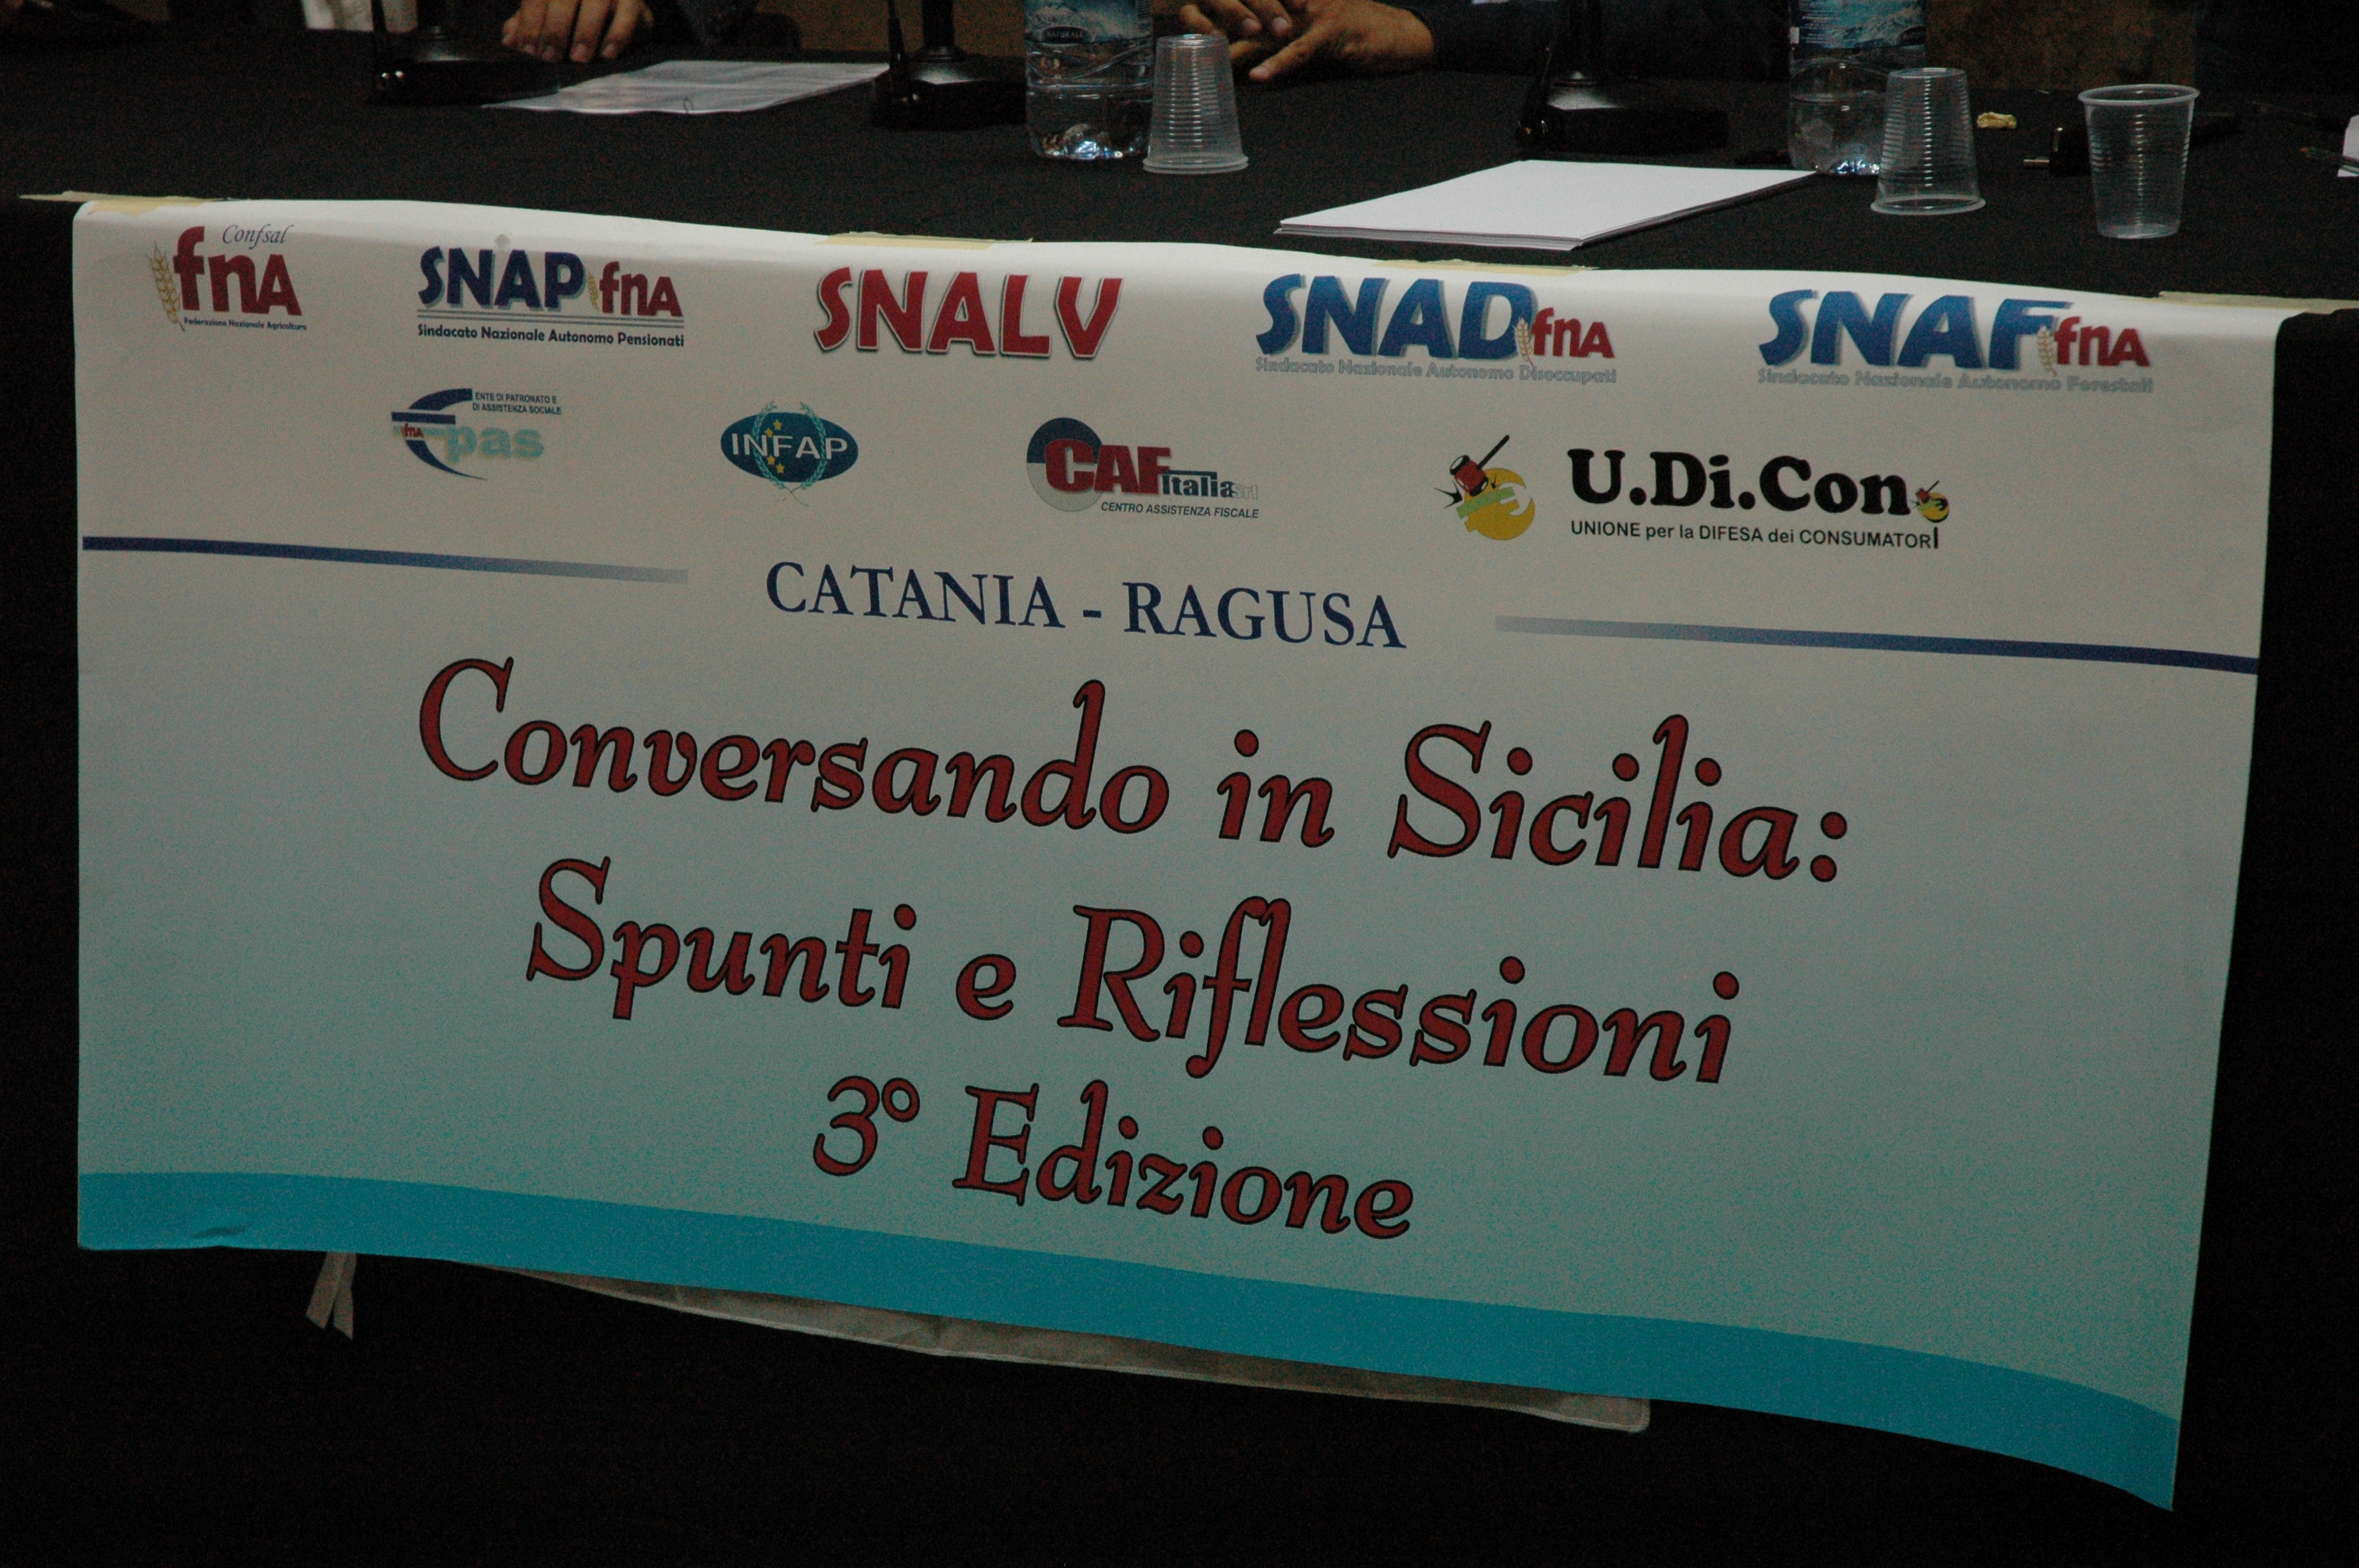 NATURALE
Confsal
fnA
Federazione Nazionale Agricoltura
SNAP fnA
Sindacato Nazionale Autonomo Pensionati
SNALV
SNAD fnA
Sindacato Nazionale Autonomo Disoccupati
SNAF fnA
Sindacato Nazionale Autonomo Forestali
ENTE DI PATRONATO E
DI ASSISTENZA SOCIALE
fnA
epas
INFAP
CAF
Italia srl
CENTRO ASSISTENZA FISCALE
U.Di.Con.
UNIONE per la DIFESA dei CONSUMATORI
CATANIA - RAGUSA
Conversando in Sicilia:
Spunti e Riflessioni
3° Edizione